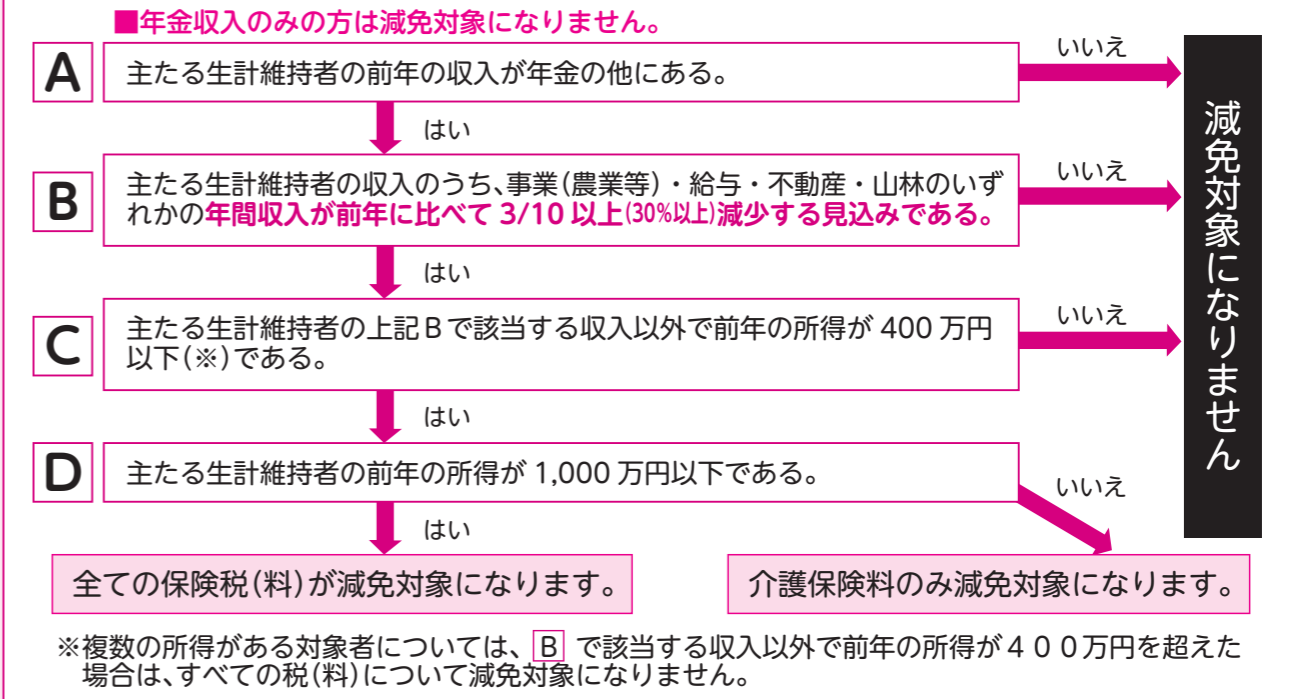 ■年金収入のみの方は減免対象になりません。
A
主たる生計維持者の前年の収入が年金の他にある。
いいえ
はい
B
主たる生計維持者の収入のうち、事業(農業等)・給与・不動産・山林のいず
れかの年間収入が前年に比べて 3/10 以上(30%以上)減少する見込みである。
いいえ
はい
C
主たる生計維持者の上記Bで該当する収入以外で前年の所得が 400 万円
以下(※)である。
いいえ
はい
D
主たる生計維持者の前年の所得が 1,000 万円以下である。
いいえ
はい
減免対象になりません
全ての保険税(料)が減免対象になります。
介護保険料のみ減免対象になります。
※複数の所得がある対象者については、 B で該当する収入以外で前年の所得が400万円を超えた
場合は、すべての税(料)について減免対象になりません。